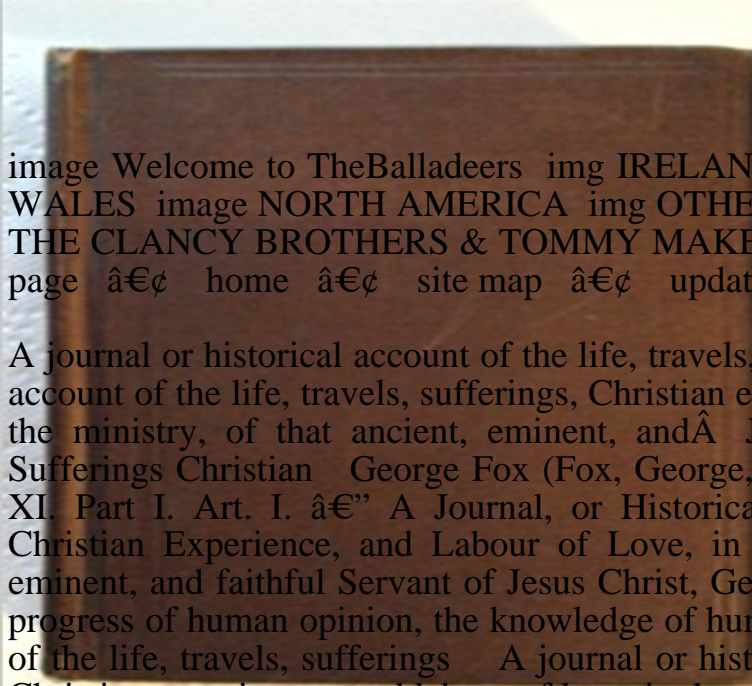 image Welcome to TheBalladeers img IRELAN
WALES image NORTH AMERICA img OTHE
THE CLANCY BROTHERS & TOMMY MAKE
page â€¢ home â€¢ site map â€¢ updat
A journal or historical account of the life, travels,
account of the life, travels, sufferings, Christian e
the ministry, of that ancient, eminent, andÂ J
Sufferings Christian George Fox (Fox, George,
XI. Part I. Art. I. â€” A Journal, or Historica
Christian Experience, and Labour of Love, in
eminent, and faithful Servant of Jesus Christ, Ge
progress of human opinion, the knowledge of hur
of the life, travels, sufferings A journal or hist